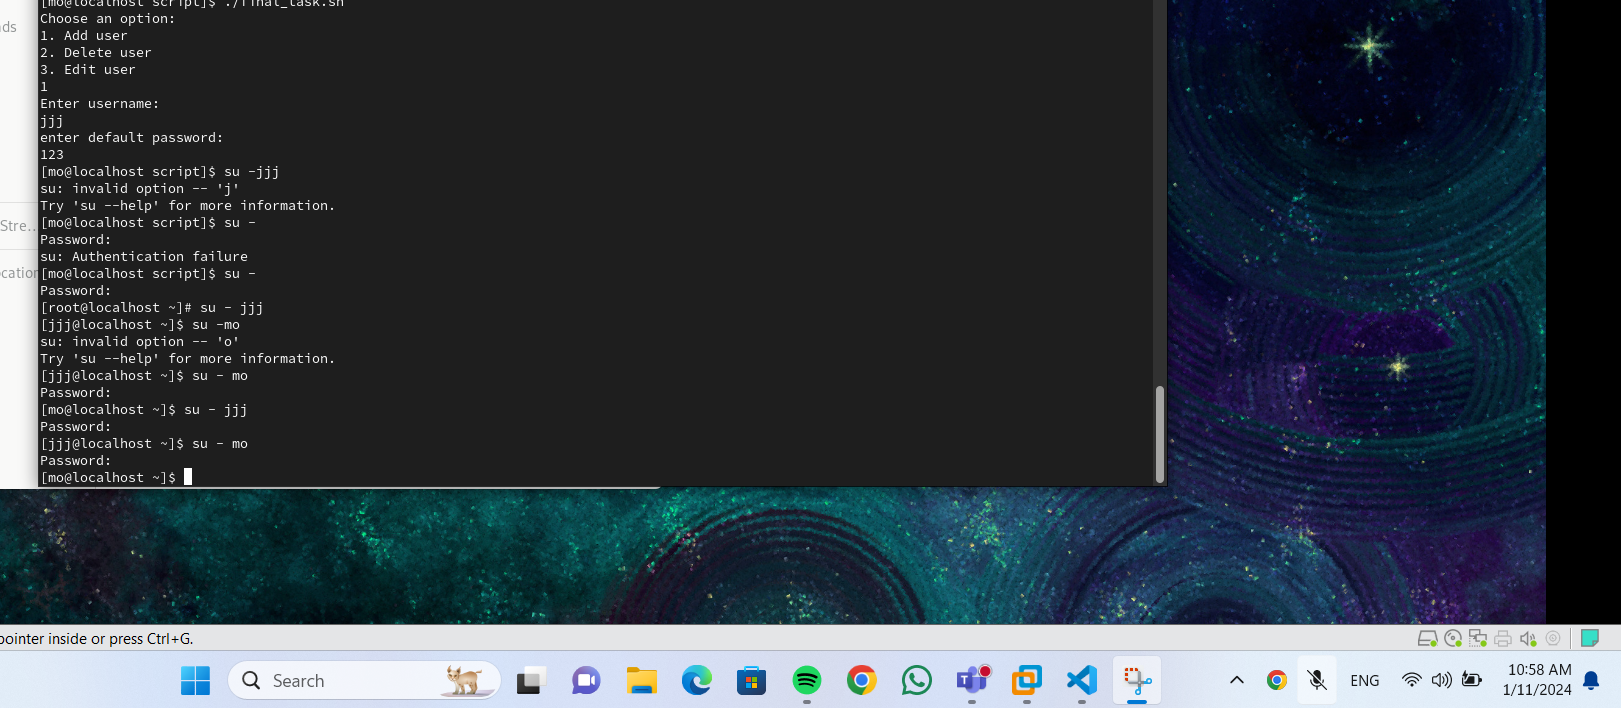 [mo@localhost script]$ ./final_task.sh
Choose an option:
1. Add user
2. Delete user
3. Edit user
1
Enter username:
jjj
enter default password:
123
[mo@localhost script]$ su -jjj
su: invalid option -- 'j'
Try 'su --help' for more information.
[mo@localhost script]$ su -
Password:
su: Authentication failure
[mo@localhost script]$ su -
Password:
[root@localhost ~]# su - jjj
[jjj@localhost ~]$ su -mo
su: invalid option -- 'o'
Try 'su --help' for more information.
[jjj@localhost ~]$ su - mo
Password:
[mo@localhost ~]$ su - jjj
Password:
[jjj@localhost ~]$ su - mo
Password:
[mo@localhost ~]$
Stre...
pointer inside or press Ctrl+G.
Search
ENG
10:58 AM
1/11/2024